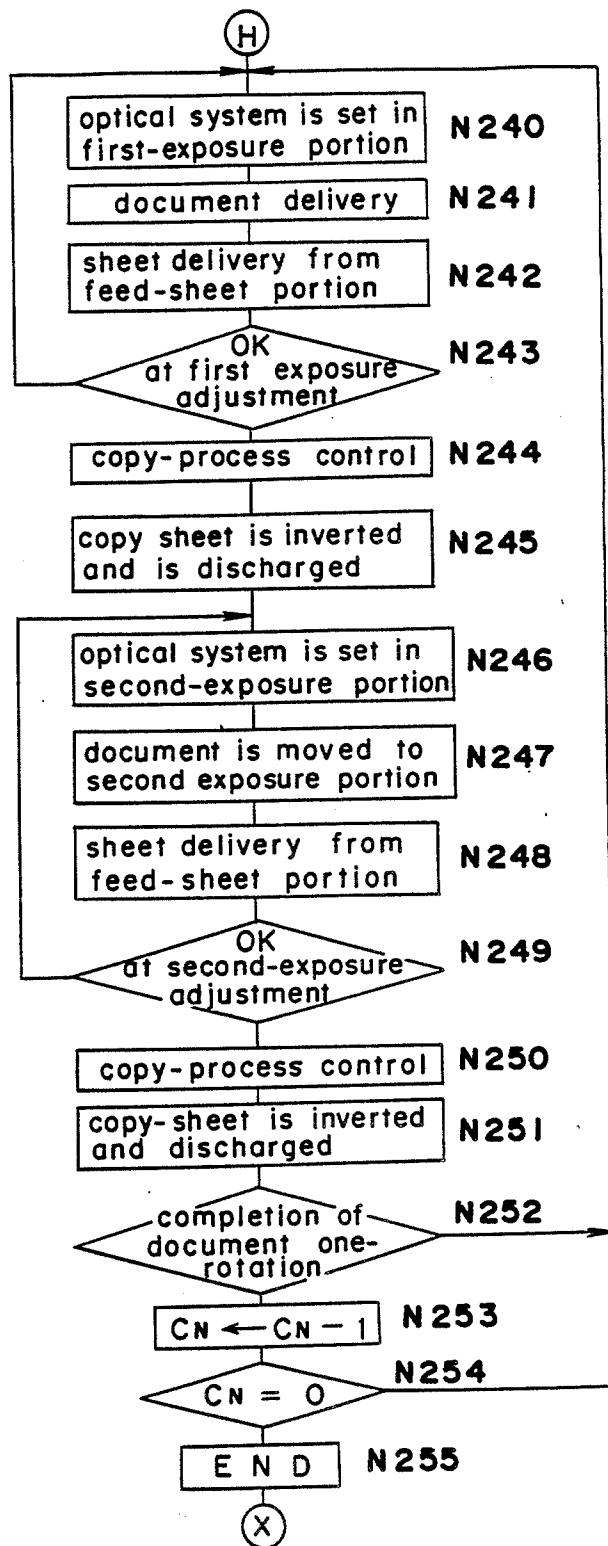 H
optical system is set in
first-exposure portion
N240
document delivery
N241
sheet delivery from
feed-sheet portion
N242
OK
at first exposure
adjustment
N243
copy-process control
N244
copy sheet is inverted
and is discharged
N245
optical system is set in
second-exposure portion
N246
document is moved to
second exposure portion
N247
sheet delivery from
feed-sheet portion
N248
OK
at second-exposure
adjustment
N249
copy-process control
N250
copy-sheet is inverted
and discharged
N251
completion of
document one-
rotation
N252
CN ← CN - 1
N253
CN = 0
N254
END
N255
X